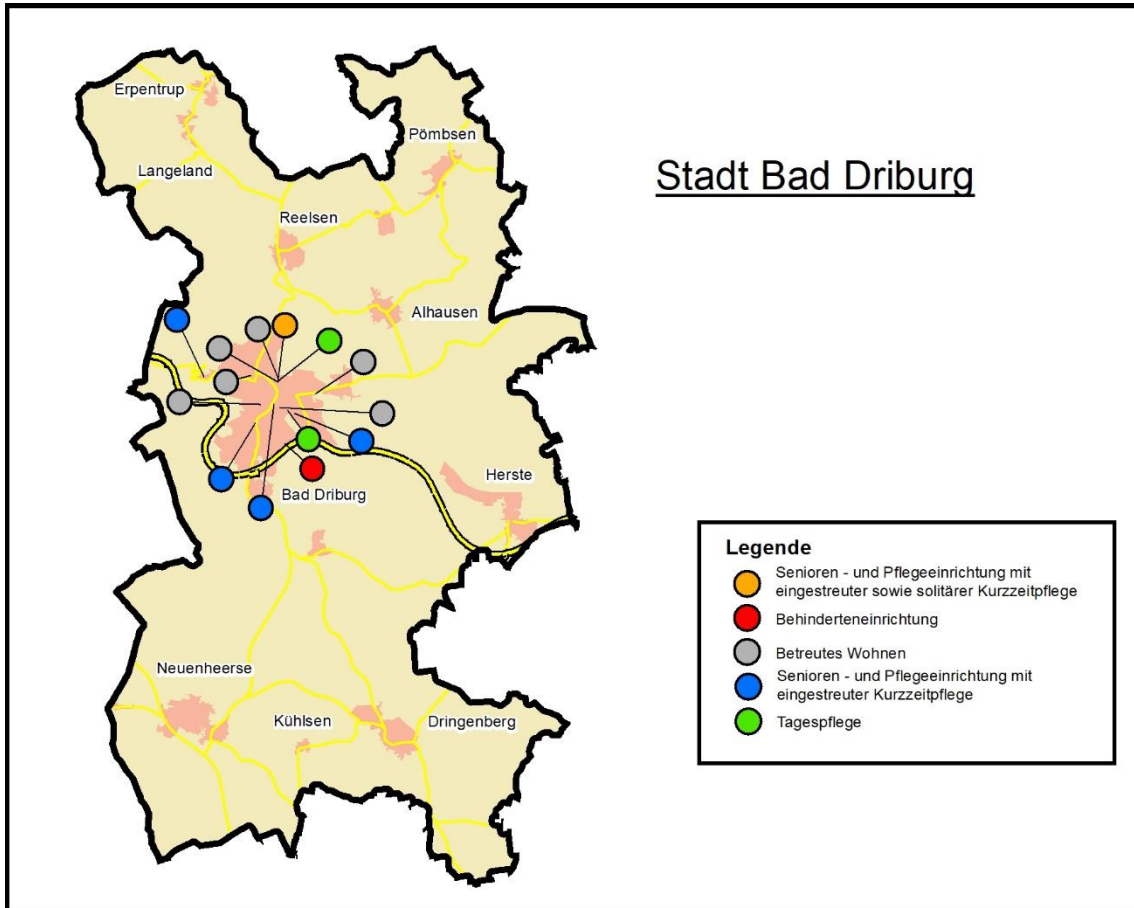 Stadt Bad Driburg
Erpentrup
Pömbsen
Langeland
Reelsen
Alhausen
Herste
Bad Driburg
Neuenheerse
Kühlsen
Dringenberg
Legende
Senioren - und Pflegeeinrichtung mit
eingestreuter sowie solitärer Kurzzeitpflege
Behinderteneinrichtung
Betreutes Wohnen
Senioren - und Pflegeeinrichtung mit
eingestreuter Kurzzeitpflege
Tagespflege